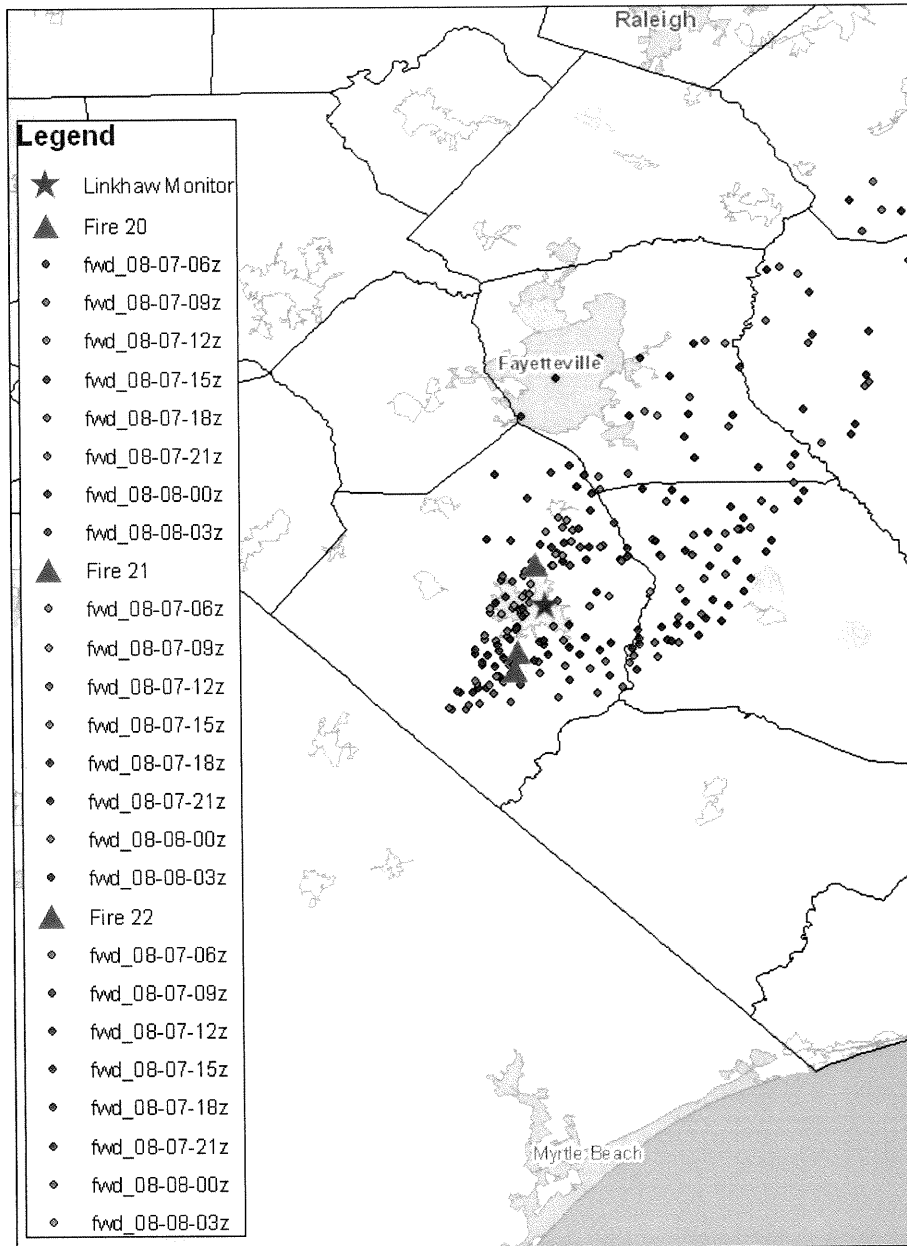 Raleigh
Legend
Linkhaw Monitor
Fire 20
fwd_08-07-06z
fwd_08-07-09z
fwd_08-07-12z
fwd_08-07-15z
fwd_08-07-18z
fwd_08-07-21z
fwd_08-08-00z
fwd_08-08-03z
Fire 21
fwd_08-07-06z
fwd_08-07-09z
fwd_08-07-12z
fwd_08-07-15z
fwd_08-07-18z
fwd_08-07-21z
fwd_08-08-00z
fwd_08-08-03z
Fire 22
fwd_08-07-06z
fwd_08-07-09z
fwd_08-07-12z
fwd_08-07-15z
fwd_08-07-18z
fwd_08-07-21z
fwd_08-08-00z
fwd_08-08-03z
Fayetteville
Myrtle Beach